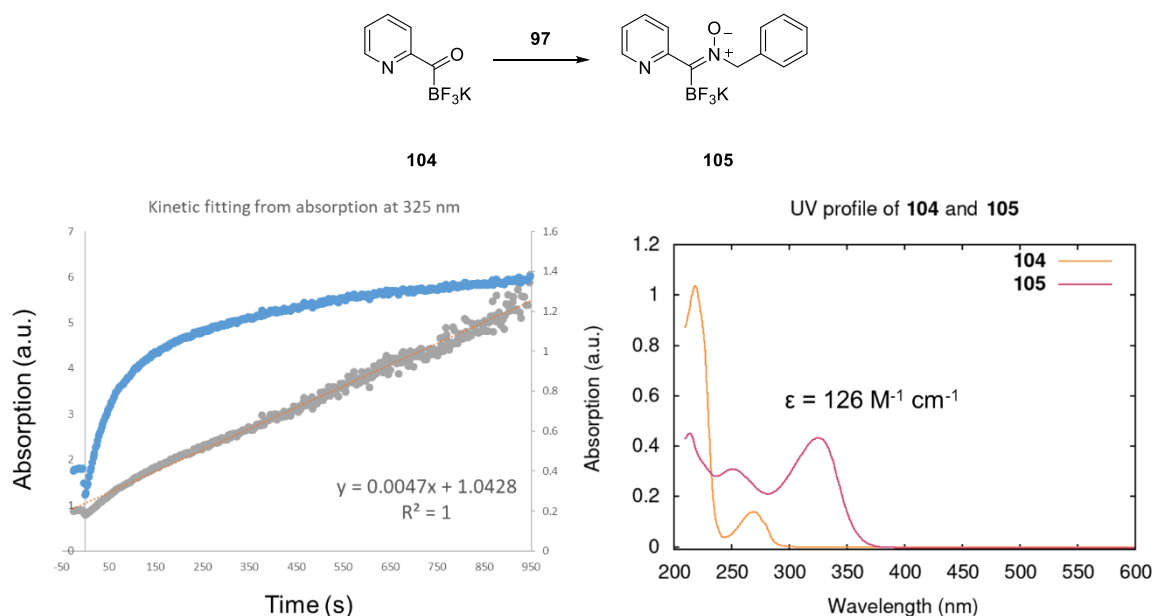 O
97
N
BF₃K
104
N
O⁻
N⁺
BF₃K
105
Kinetic fitting from absorption at 325 nm
7
6
5
4
3
2
1
0
1.6
1.4
1.2
1
0.8
0.6
0.4
0.2
0
-50 50 150 250 350 450 550 650 750 850 950
Absorption (a.u.)
Time (s)
y = 0.0047x + 1.0428
R² = 1
UV profile of 104 and 105
1.2
1
0.8
0.6
0.4
0.2
0
200 250 300 350 400 450 500 550 600
Absorption (a.u.)
Wavelength (nm)
104
105
ε = 126 M⁻¹ cm⁻¹